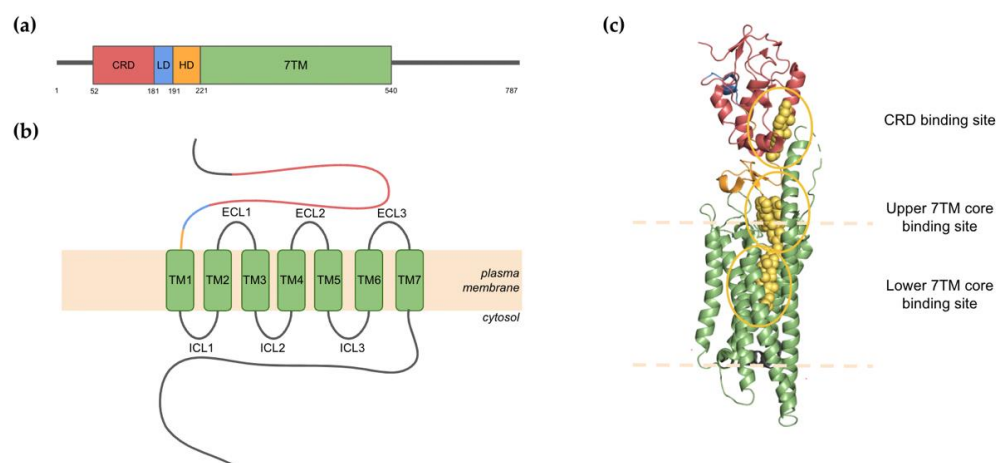 (a)
CRD LD HD 7TM
1 52 181 191 221 540 787
(b)
ECL1 ECL2 ECL3
TM1 TM2 TM3 TM4 TM5 TM6 TM7
plasma
membrane
cytosol
ICL1 ICL2 ICL3
(c)
CRD binding site
Upper 7TM core
binding site
Lower 7TM core
binding site